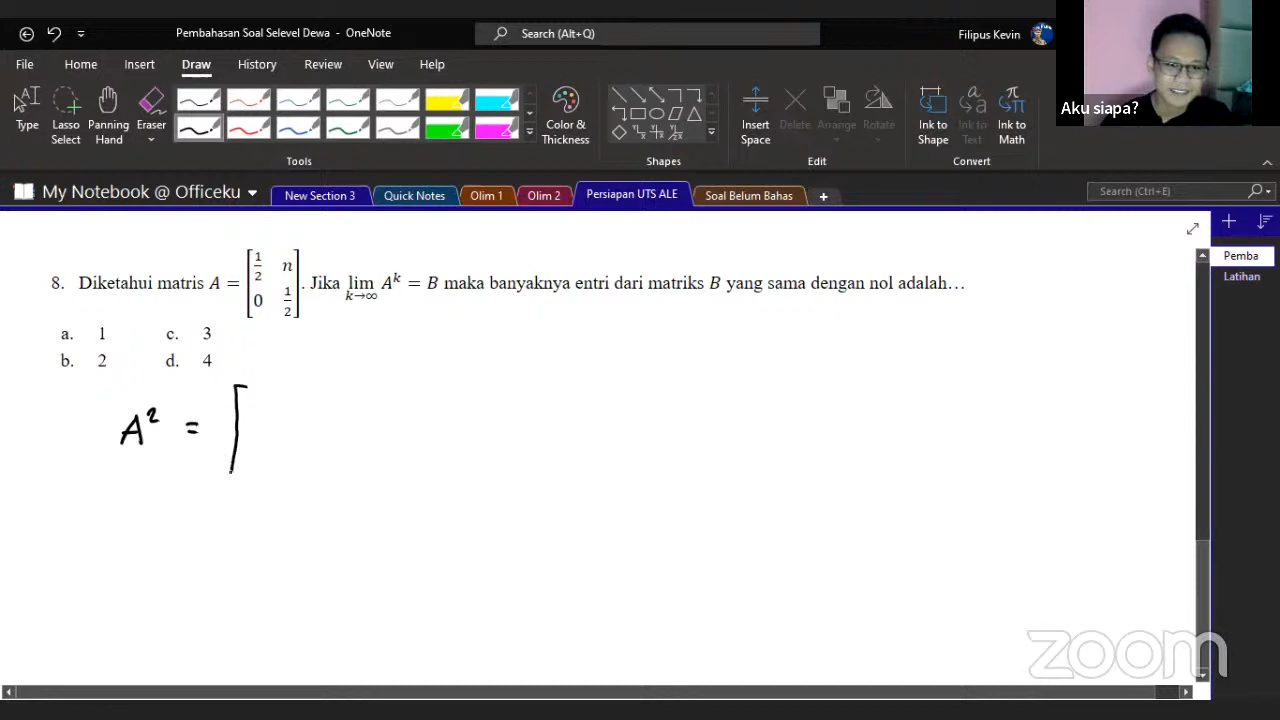 Pembahasan Soal Selevel Dewa - OneNote
Search (Alt+Q)
Filipus Kevin
Aku siapa?
File Home Insert Draw History Review View Help
Type
Lasso Select
Panning Hand
Eraser
Color & Thickness
Insert Space
Delete
Arrange
Rotate
Ink to Shape
Ink to Text
Ink to Math
Tools Shapes Edit Convert
My Notebook @ Officeku
New Section 3 Quick Notes Olim 1 Olim 2 Persiapan UTS ALE Soal Belum Bahas +
Search (Ctrl+E)
Pemba
Latihan
8. Diketahui matris A = [1/2 n 0 1/2]. Jika lim k→∞ A^k = B maka banyaknya entri dari matriks B yang sama dengan nol adalah…
a. 1 c. 3
b. 2 d. 4
A² = [
zoom